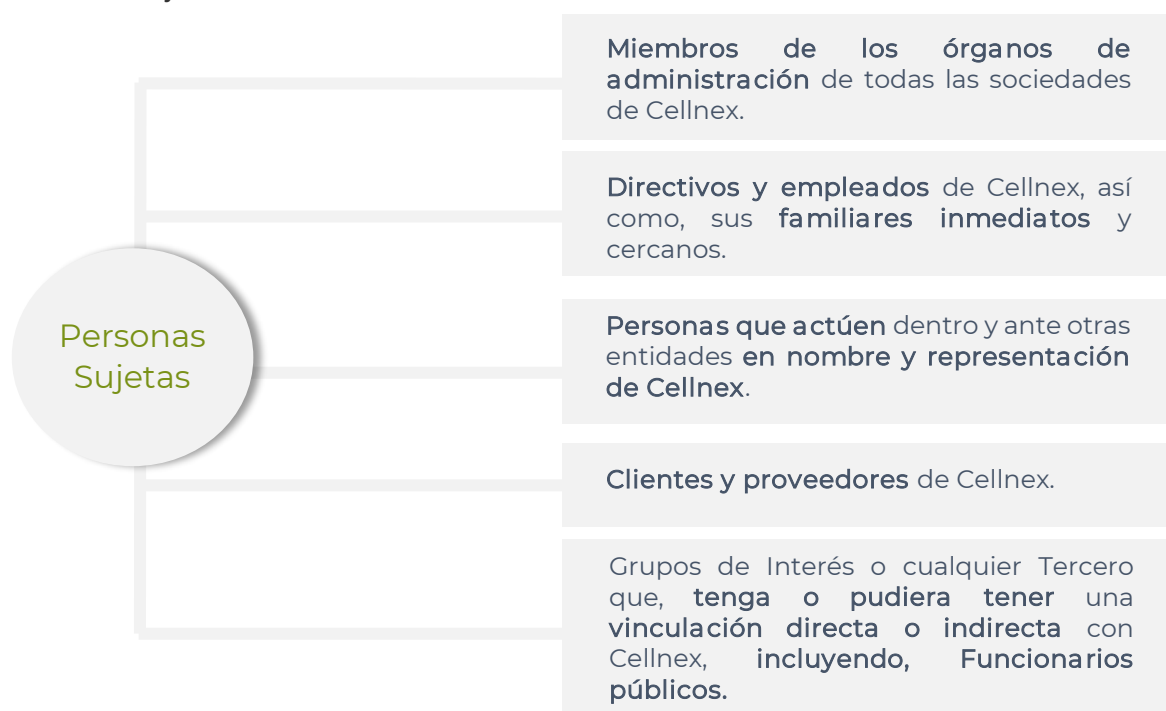 Miembros de los órganos de
administración de todas las sociedades
de Cellnex.
Directivos y empleados de Cellnex, así
como, sus familiares inmediatos y
cercanos.
Personas
Sujetas
Personas que actúen dentro y ante otras
entidades en nombre y representación
de Cellnex.
Clientes y proveedores de Cellnex.
Grupos de Interés o cualquier Tercero
que, tenga o pudiera tener una
vinculación directa o indirecta con
Cellnex, incluyendo, Funcionarios
públicos.